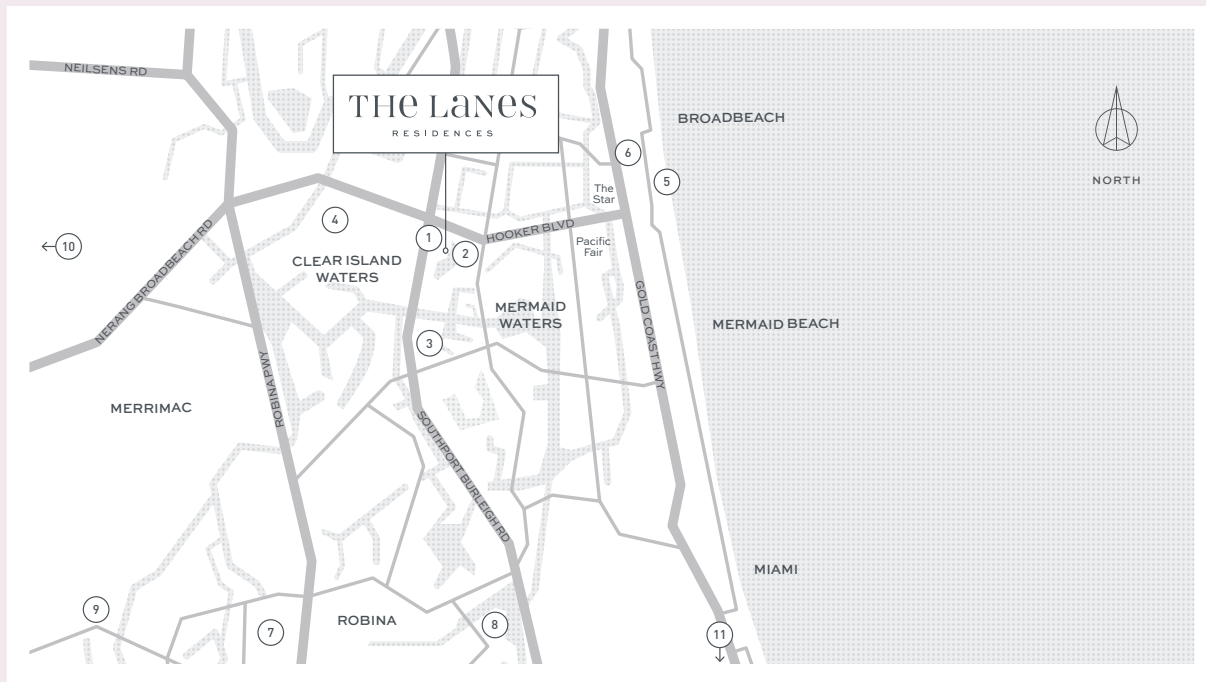 NEILSENS RD
THE LANES
RESIDENCES
BROADBEACH
NORTH
6
5
The
Star
4
10
1
2
HOOKER BLVD
Pacific
Fair
NERANG BROADBEACH RD
CLEAR ISLAND
WATERS
MERMAID
WATERS
GOLD COAST HWY
MERMAID BEACH
3
ROBINA PWY
MERRIMAC
SOUTHPORT BURLEIGH RD
MIAMI
9
ROBINA
7
8
11